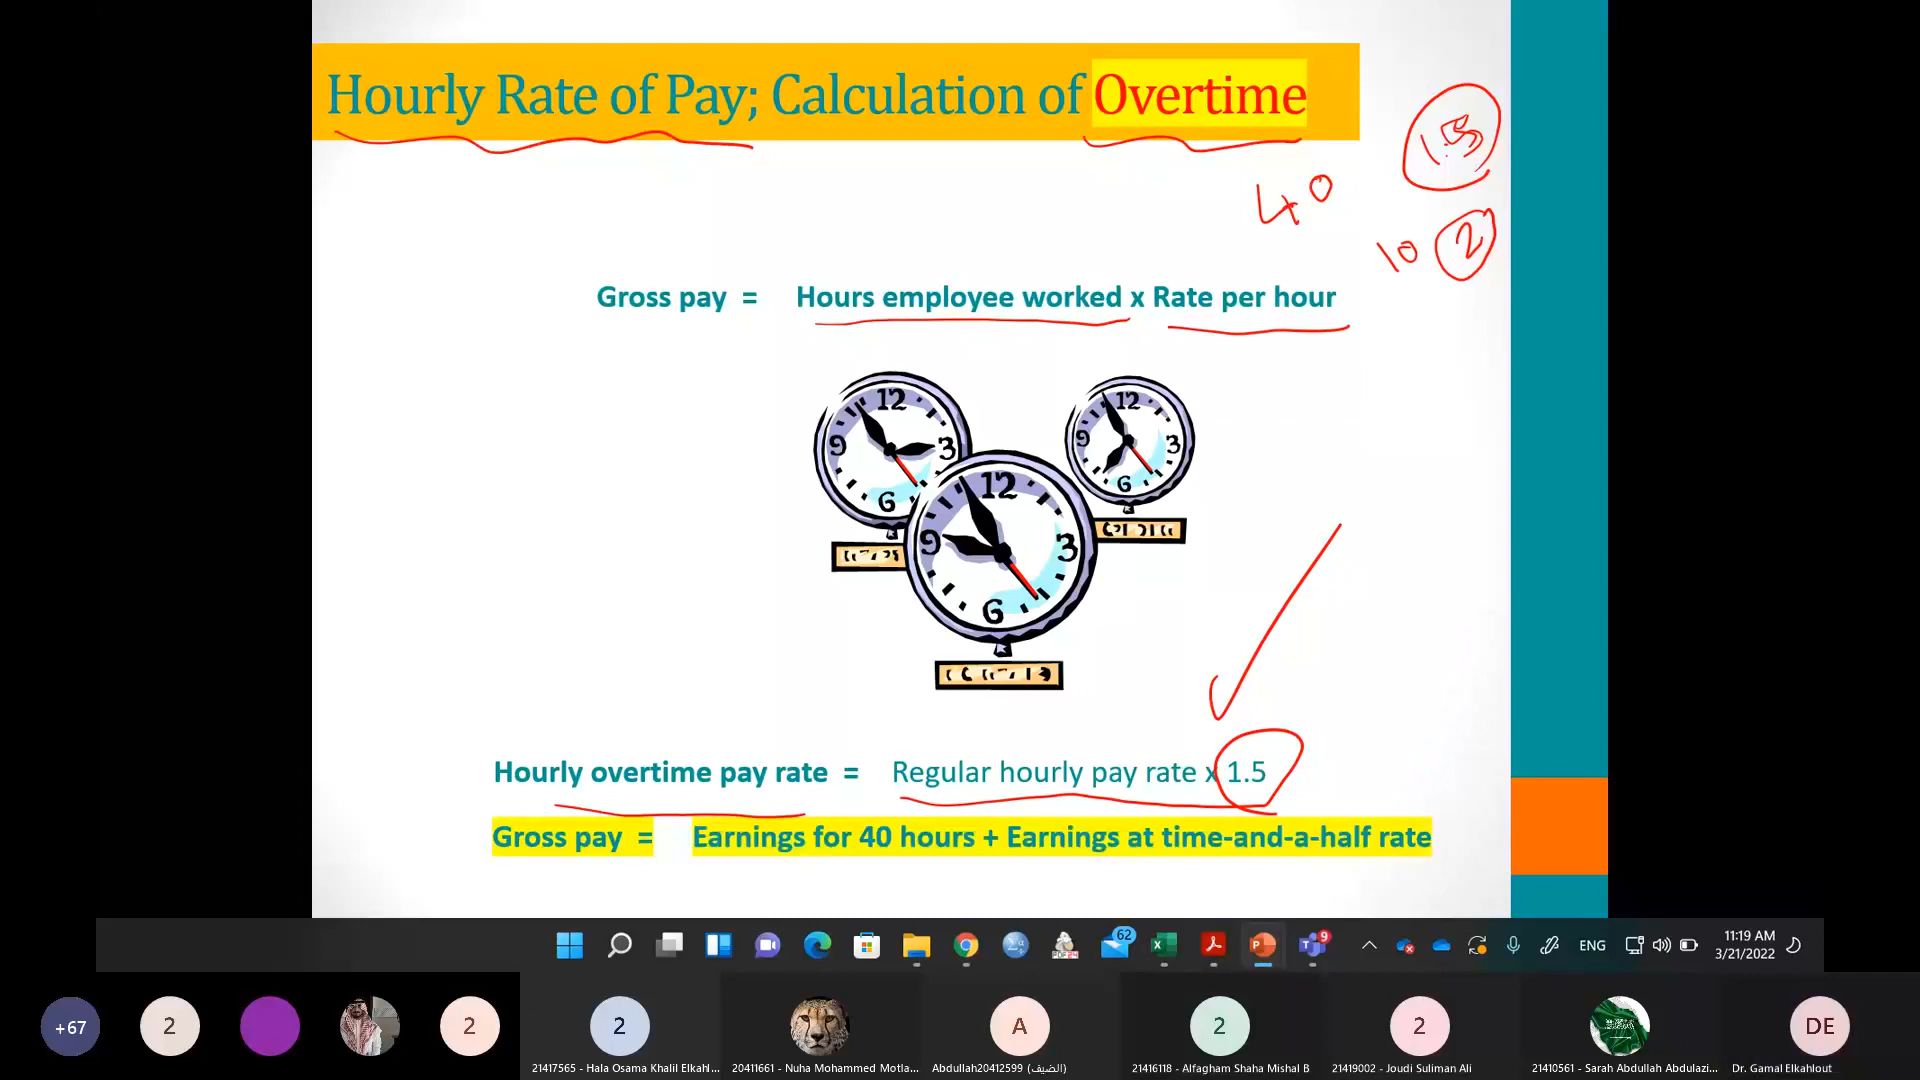 Hourly Rate of Pay; Calculation of Overtime
1.5
40
10 2
Gross pay = Hours employee worked x Rate per hour
12
9 3
6
12
9 3
6
12
9 3
6
Hourly overtime pay rate = Regular hourly pay rate x 1.5
Gross pay = Earnings for 40 hours + Earnings at time-and-a-half rate
62
9
ENG
11:19 AM
3/21/2022
+67
2
2
2
A
2
2
DE
21417565 - Hala Osama Khalil Elkahl...
20411661 - Nuha Mohammed Motla...
Abdullah20412599 (الضيف)
21416118 - Alfagham Shaha Mishal B
21419002 - Joudi Suliman Ali
21410561 - Sarah Abdullah Abdulazi...
Dr. Gamal Elkahlout